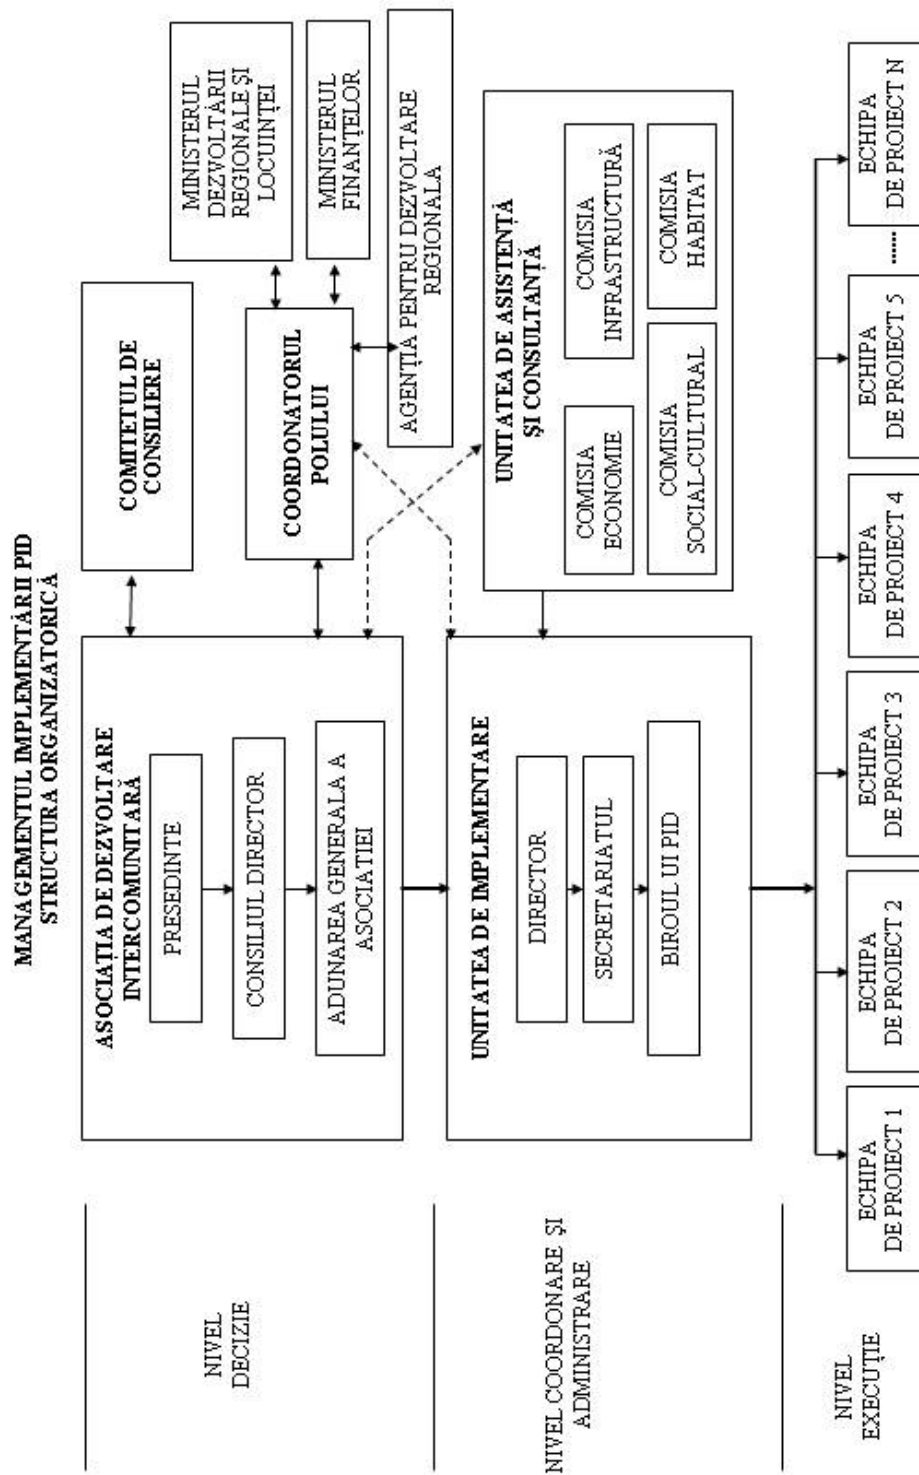 MANAGEMENTUL IMPLEMENTĂRII PID
STRUCTURA ORGANIZATORICĂ
NIVEL
DECIZIE
ASOCIAȚIA DE DEZVOLTARE
INTERCOMUNITARĂ
PRESEDINTE
CONSILIUL DIRECTOR
ADUNAREA GENERALA A
ASOCIATIEI
COMITETUL DE
CONSILIERE
COORDONATORUL
POLULUI
MINISTERUL
DEZVOLTĂRII
REGIONALE ŞI
LOCUINȚEI
MINISTERUL
FINANȚELOR
AGENȚIA PENTRU DEZVOLTARE
REGIONALA
NIVEL COORDONARE ŞI
ADMINISTRARE
UNITATEA DE IMPLEMENTARE
DIRECTOR
SECRETARIATUL
BIROUL UI PID
UNITATEA DE ASISTENȚĂ
ŞI CONSULTANȚĂ
COMISIA
ECONOMIE
COMISIA
INFRASTRUCTURĂ
COMISIA
SOCIAL-CULTURAL
COMISIA
HABITAT
NIVEL
EXECUȚIE
ECHIPA
DE PROIECT 1
ECHIPA
DE PROIECT 2
ECHIPA
DE PROIECT 3
ECHIPA
DE PROIECT 4
ECHIPA
DE PROIECT 5
......
ECHIPA
DE PROIECT N